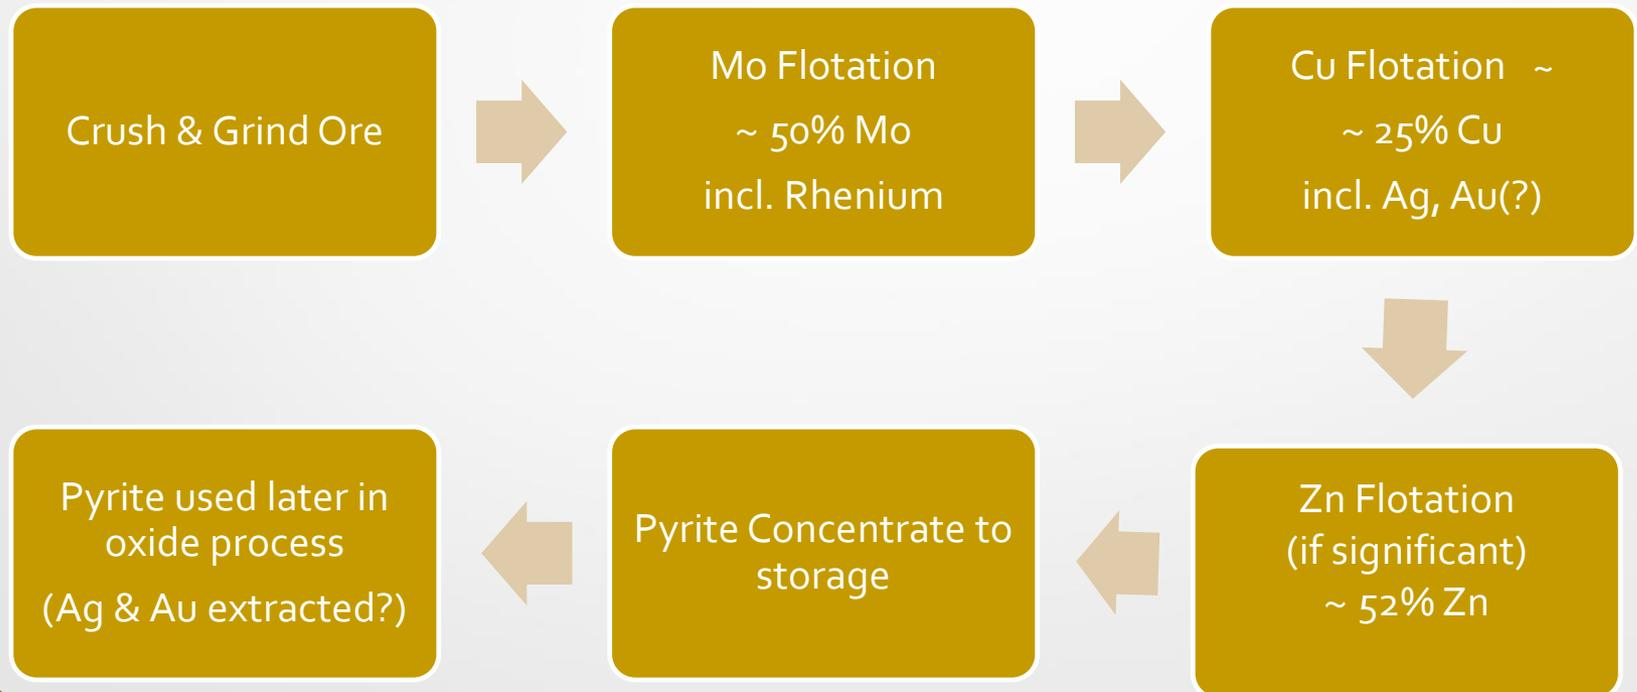 Crush & Grind Ore
Mo Flotation
~ 50% Mo
incl. Rhenium
Cu Flotation ~
~ 25% Cu
incl. Ag, Au(?)
Zn Flotation
(if significant)
~ 52% Zn
Pyrite Concentrate to
storage
Pyrite used later in
oxide process
(Ag & Au extracted?)